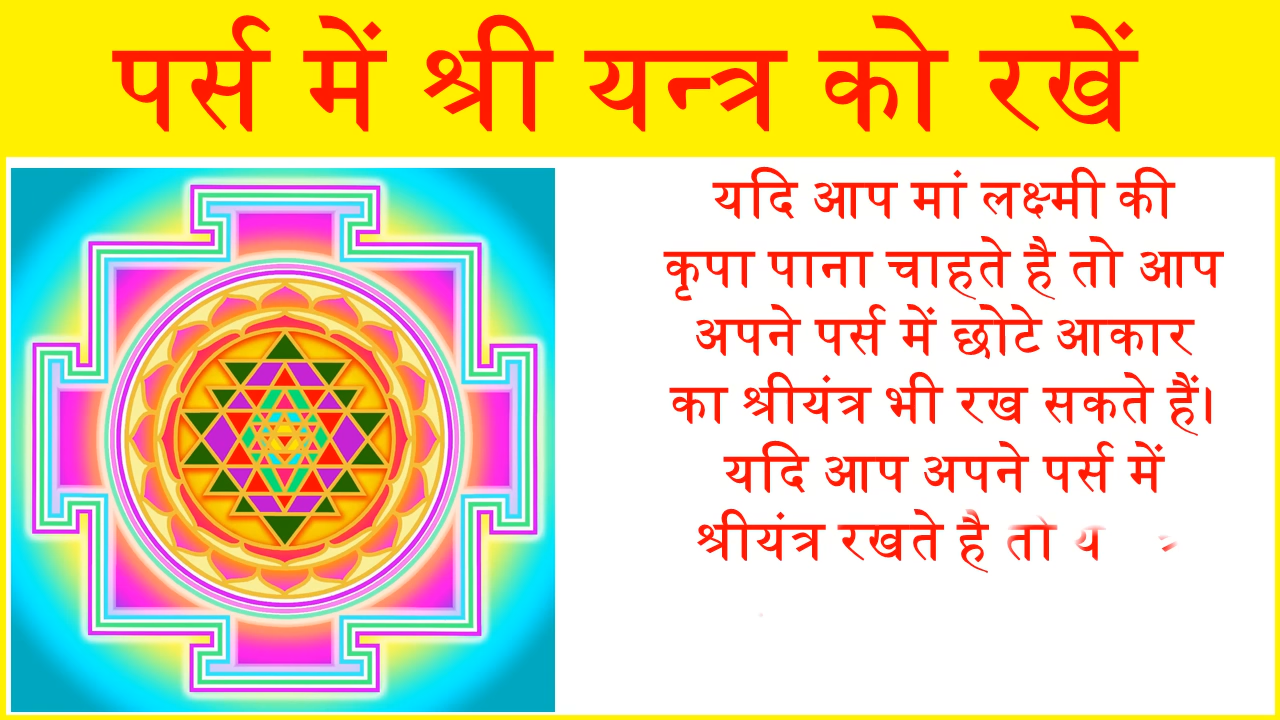 पर्स में श्री यन्त्र को रखें
यदि आप मां लक्ष्मी की
कृपा पाना चाहते है तो आप
अपने पर्स में छोटे आकार
का श्रीयंत्र भी रख सकते हैं।
यदि आप अपने पर्स में
श्रीयंत्र रखते है तो